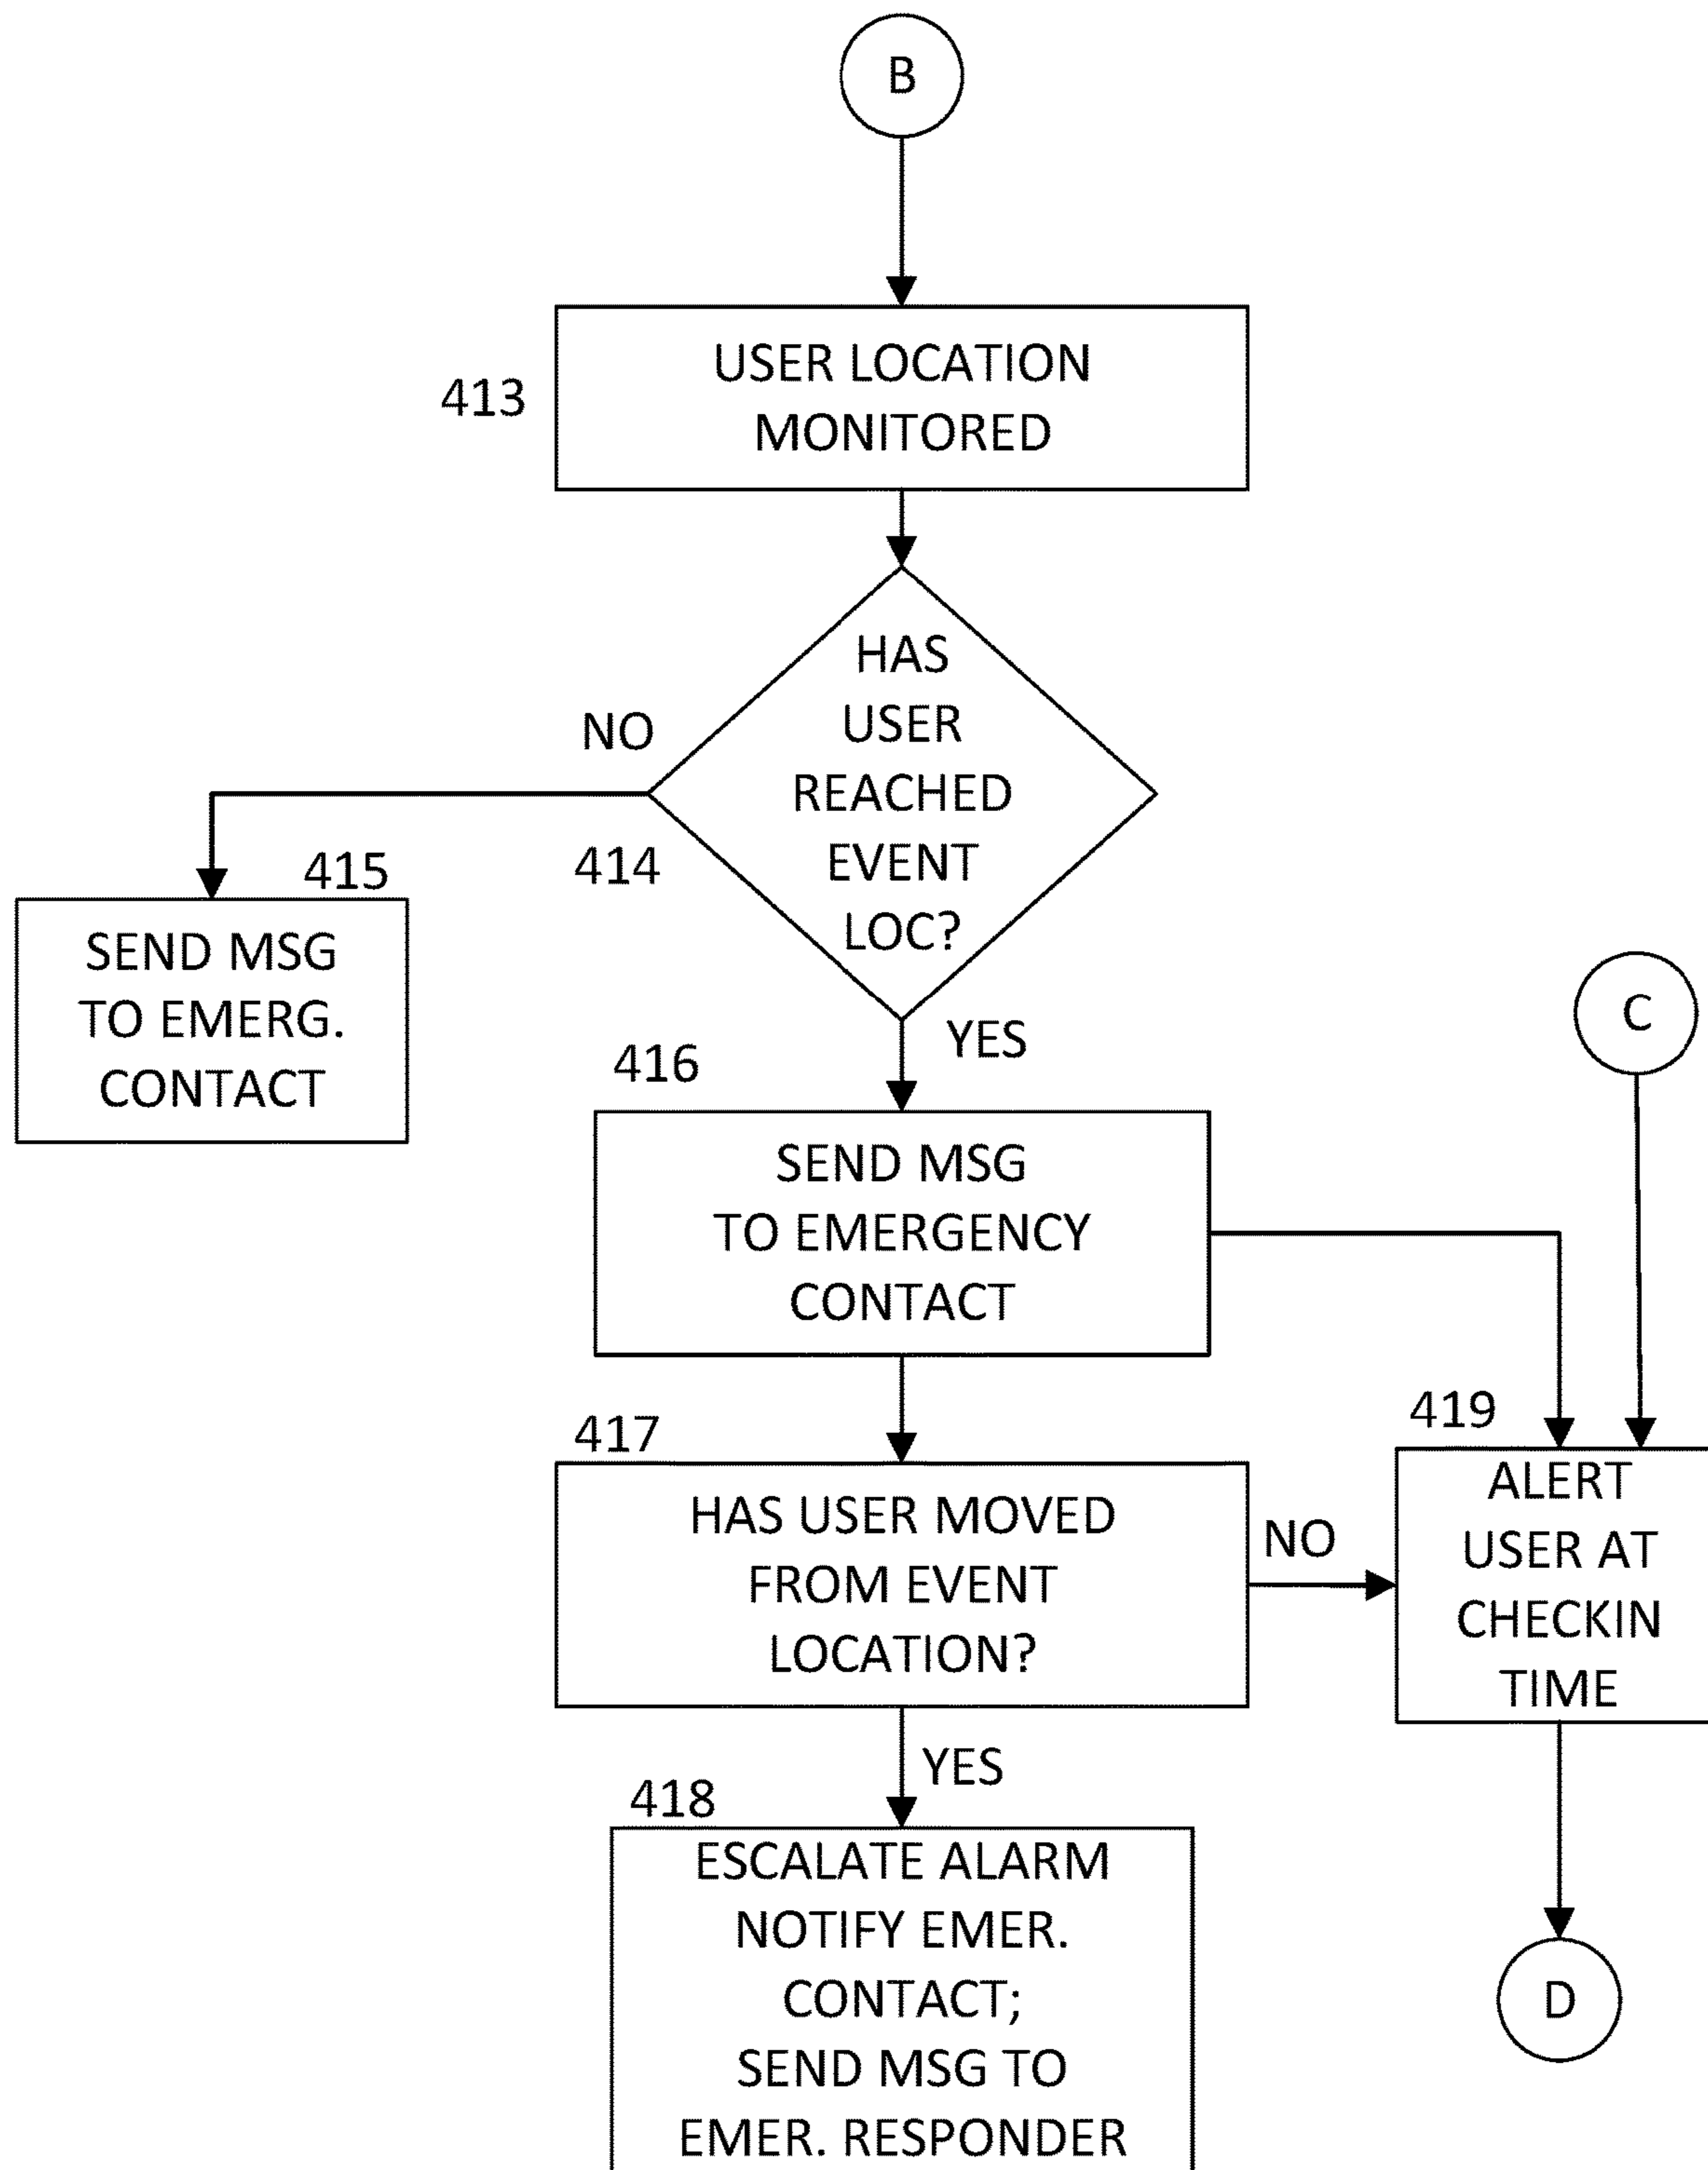 B
413
USER LOCATION
MONITORED
HAS
USER
REACHED
EVENT
LOC?
NO
414
415
SEND MSG
TO EMERG.
CONTACT
YES
416
SEND MSG
TO EMERGENCY
CONTACT
C
417
HAS USER MOVED
FROM EVENT
LOCATION?
NO
419
ALERT
USER AT
CHECKIN
TIME
YES
418
ESCALATE ALARM
NOTIFY EMER.
CONTACT;
SEND MSG TO
EMER. RESPONDER
D